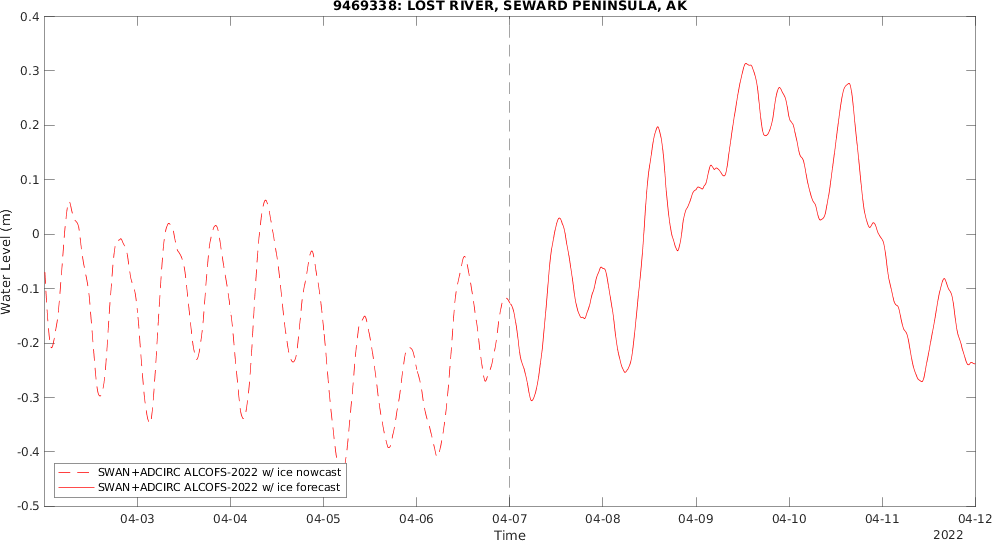 9469338: LOST RIVER, SEWARD PENINSULA, AK
0.4
0.3
0.2
0.1
0
-0.1
-0.2
-0.3
-0.4
-0.5
Water Level (m)
SWAN+ADCIRC ALCOFS-2022 w/ ice nowcast
SWAN+ADCIRC ALCOFS-2022 w/ ice forecast
04-03 04-04 04-05 04-06 04-07 04-08 04-09 04-10 04-11 04-12
Time
2022